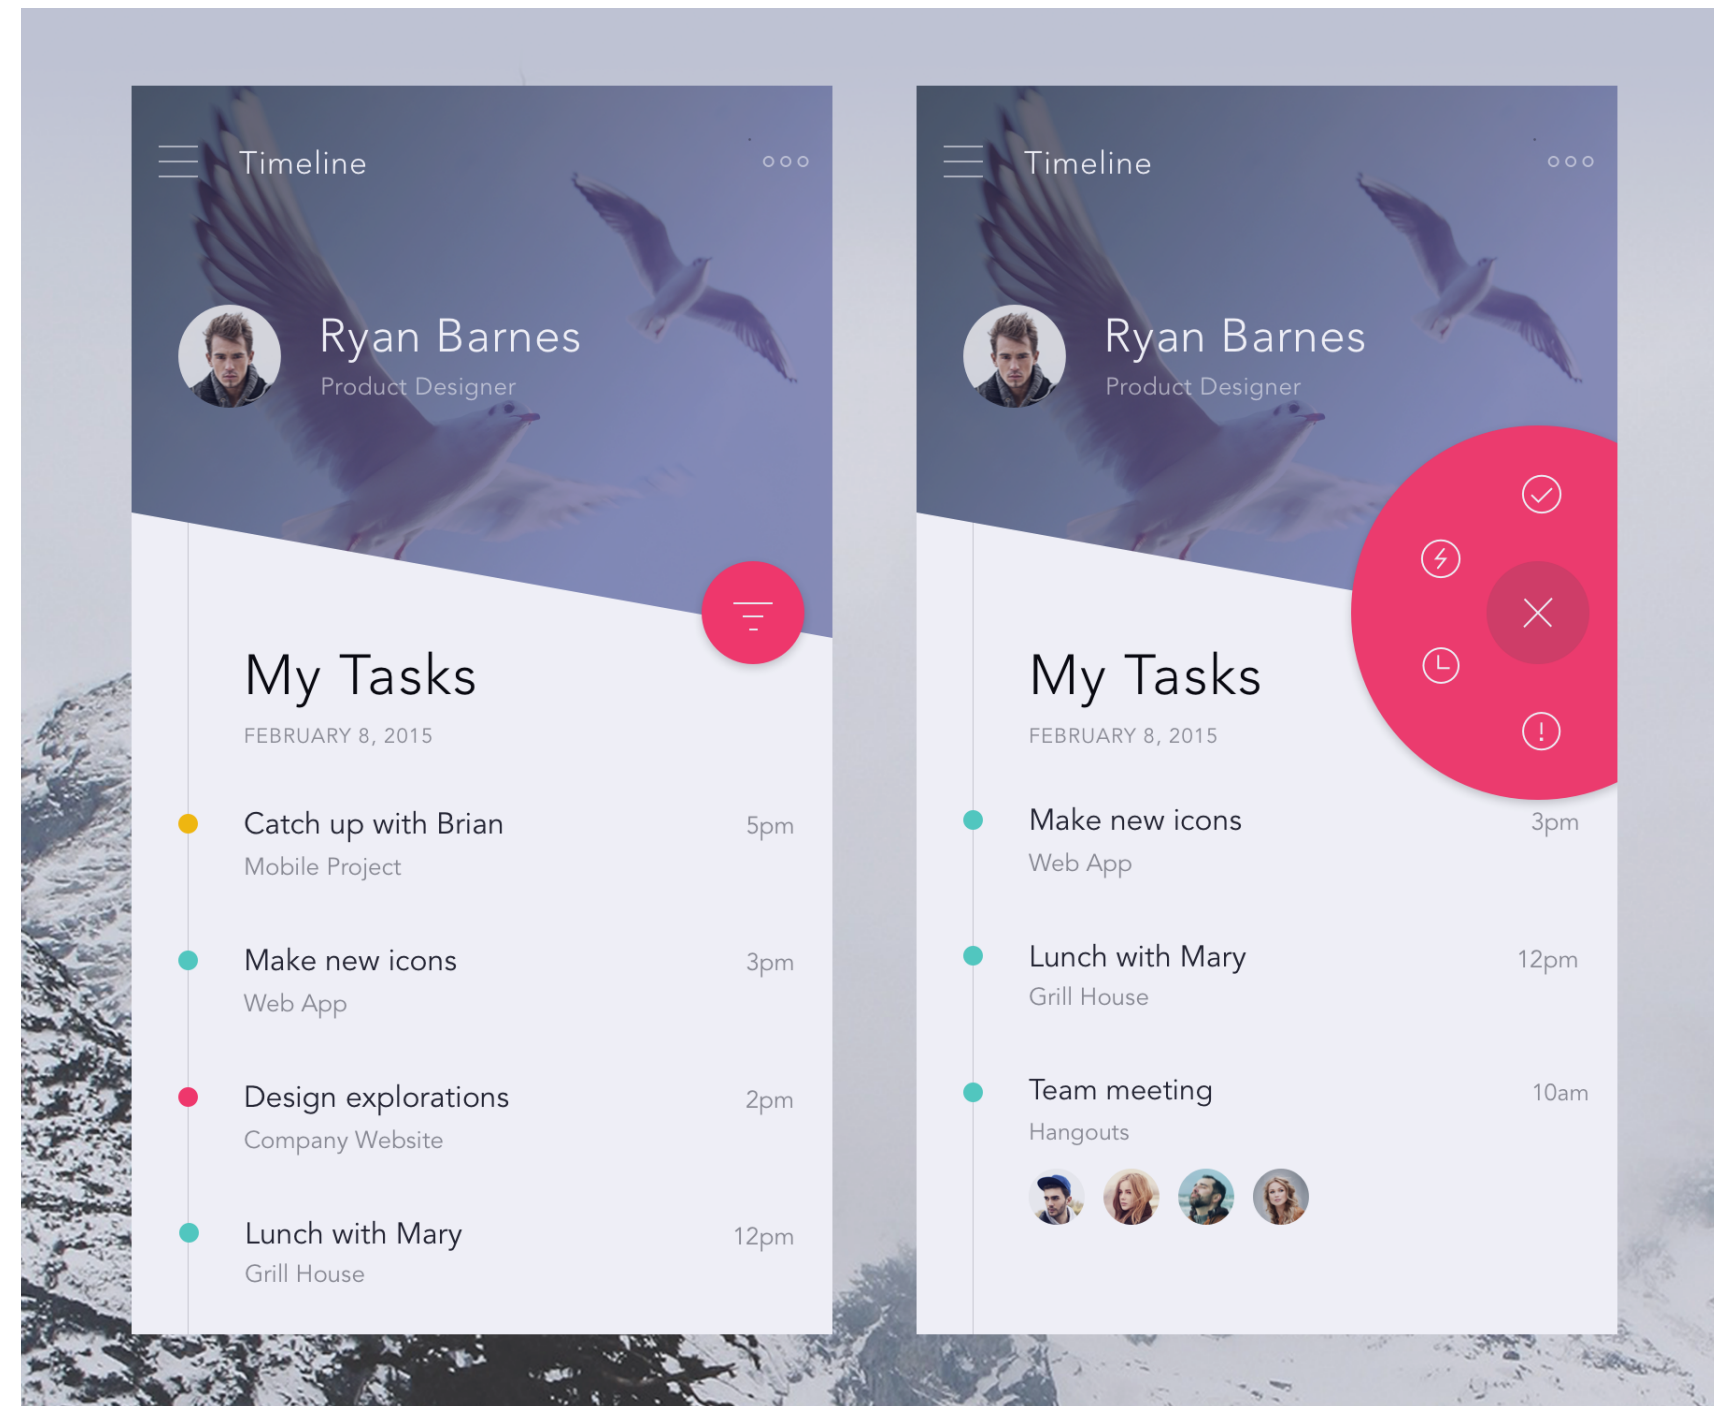 Timeline
Ryan Barnes
Product Designer
My Tasks
FEBRUARY 8, 2015
Catch up with Brian 5pm
Mobile Project
Make new icons 3pm
Web App
Design explorations 2pm
Company Website
Lunch with Mary 12pm
Grill House
Timeline
Ryan Barnes
Product Designer
My Tasks
FEBRUARY 8, 2015
Make new icons 3pm
Web App
Lunch with Mary 12pm
Grill House
Team meeting 10am
Hangouts